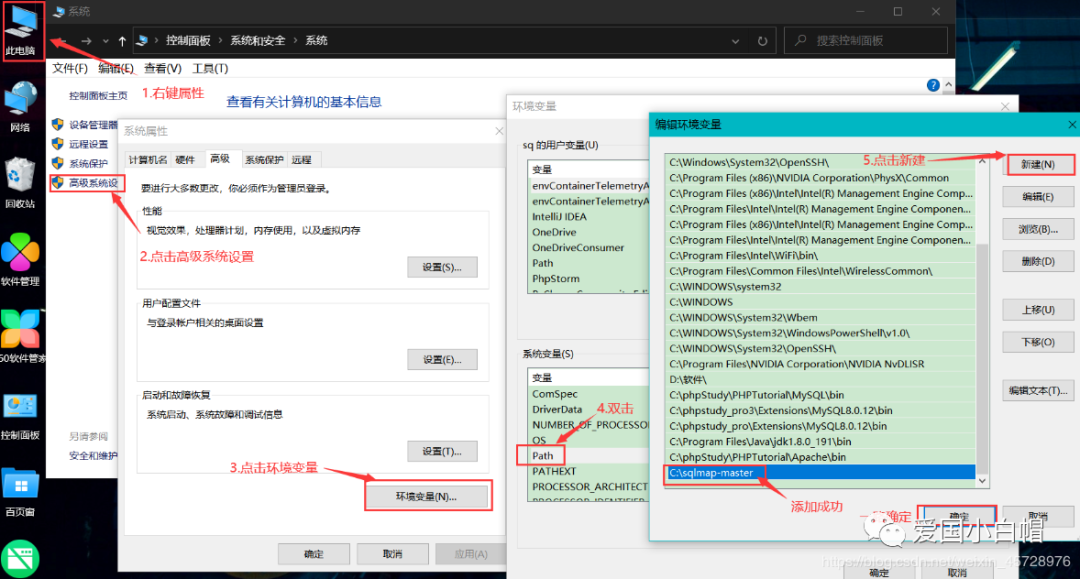 此电脑
网络
回收站
软件管理
60软件管家
控制面板
百页窗
系统
控制面板 › 系统和安全 › 系统
搜索控制面板
文件(F) 编辑(E) 查看(V) 工具(T)
控制面板主页
1.右键属性
查看有关计算机的基本信息
设备管理器
远程设置
系统保护
高级系统设
2.点击高级系统设置
另请参阅
安全和维护
系统属性
计算机名 硬件 高级 系统保护 远程
要进行大多数更改，你必须作为管理员登录。
性能
视觉效果，处理器计划，内存使用，以及虚拟内存
设置(S)...
用户配置文件
与登录帐户相关的桌面设置
设置(E)...
启动和故障恢复
系统启动、系统故障和调试信息
设置(T)...
3.点击环境变量
环境变量(N)...
确定 取消 应用(A)
环境变量
sq 的用户变量(U)
变量
envContainerTelemetryA
envContainerTelemetryA
IntelliJ IDEA
OneDrive
OneDriveConsumer
Path
PhpStorm
系统变量(S)
变量
ComSpec
DriverData
4.双击
NUMBER_OF_PROCESSOR
OS
Path
PATHEXT
PROCESSOR_ARCHITECT
PROCESSOR_IDENTIFIER
确定 取消
编辑环境变量
C:\Windows\System32\OpenSSH\
C:\Program Files (x86)\NVIDIA Corporation\PhysX\Common
C:\Program Files (x86)\Intel\Intel(R) Management Engine Comp...
C:\Program Files\Intel\Intel(R) Management Engine Componen...
C:\Program Files (x86)\Intel\Intel(R) Management Engine Comp...
C:\Program Files\Intel\Intel(R) Management Engine Componen...
C:\Program Files\Intel\WiFi\bin\
C:\Program Files\Common Files\Intel\WirelessCommon\
C:\WINDOWS\system32
C:\WINDOWS
C:\WINDOWS\System32\Wbem
C:\WINDOWS\System32\WindowsPowerShell\v1.0\
C:\WINDOWS\System32\OpenSSH\
C:\Program Files\NVIDIA Corporation\NVIDIA NvDLISR
D:\软件\
C:\phpStudy\PHPTutorial\MySQL\bin
C:\phpstudy_pro3\Extensions\MySQL8.0.12\bin
C:\phpstudy_pro\Extensions\MySQL8.0.12\bin
C:\Program Files\Java\jdk1.8.0_191\bin
C:\phpStudy\PHPTutorial\Apache\bin
C:\sqlmap-master
5.点击新建
新建(N)
编辑(E)
浏览(B)...
删除(D)
上移(U)
下移(O)
编辑文本(T)...
添加成功
确定
确定 取消
爱国小白帽
https://blog.csdn.net/weixin_45728976